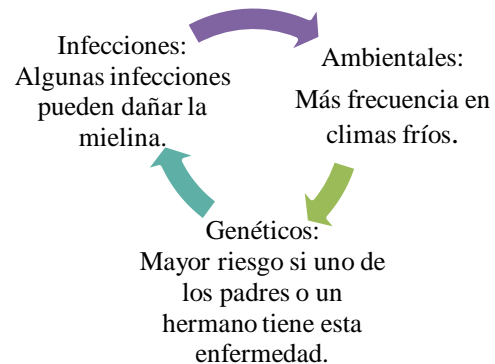 Infecciones:
Algunas infecciones
pueden dañar la
mielina.
Ambientales:
Más frecuencia en
climas fríos.
Genéticos:
Mayor riesgo si uno de
los padres o un
hermano tiene esta
enfermedad.